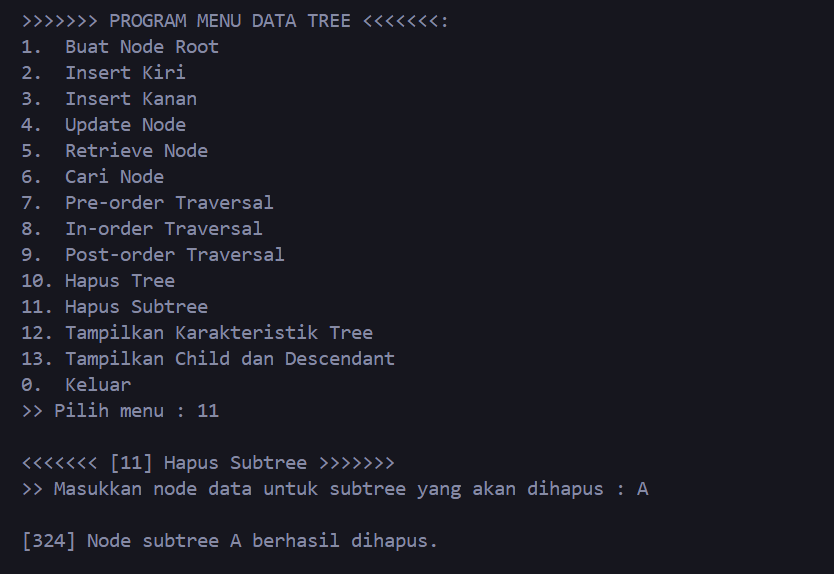 >>>>>>> PROGRAM MENU DATA TREE <<<<<<<:
1.  Buat Node Root
2.  Insert Kiri
3.  Insert Kanan
4.  Update Node
5.  Retrieve Node
6.  Cari Node
7.  Pre-order Traversal
8.  In-order Traversal
9.  Post-order Traversal
10. Hapus Tree
11. Hapus Subtree
12. Tampilkan Karakteristik Tree
13. Tampilkan Child dan Descendant
0.  Keluar
>> Pilih menu : 11
<<<<<<< [11] Hapus Subtree >>>>>>>
>> Masukkan node data untuk subtree yang akan dihapus : A
[324] Node subtree A berhasil dihapus.